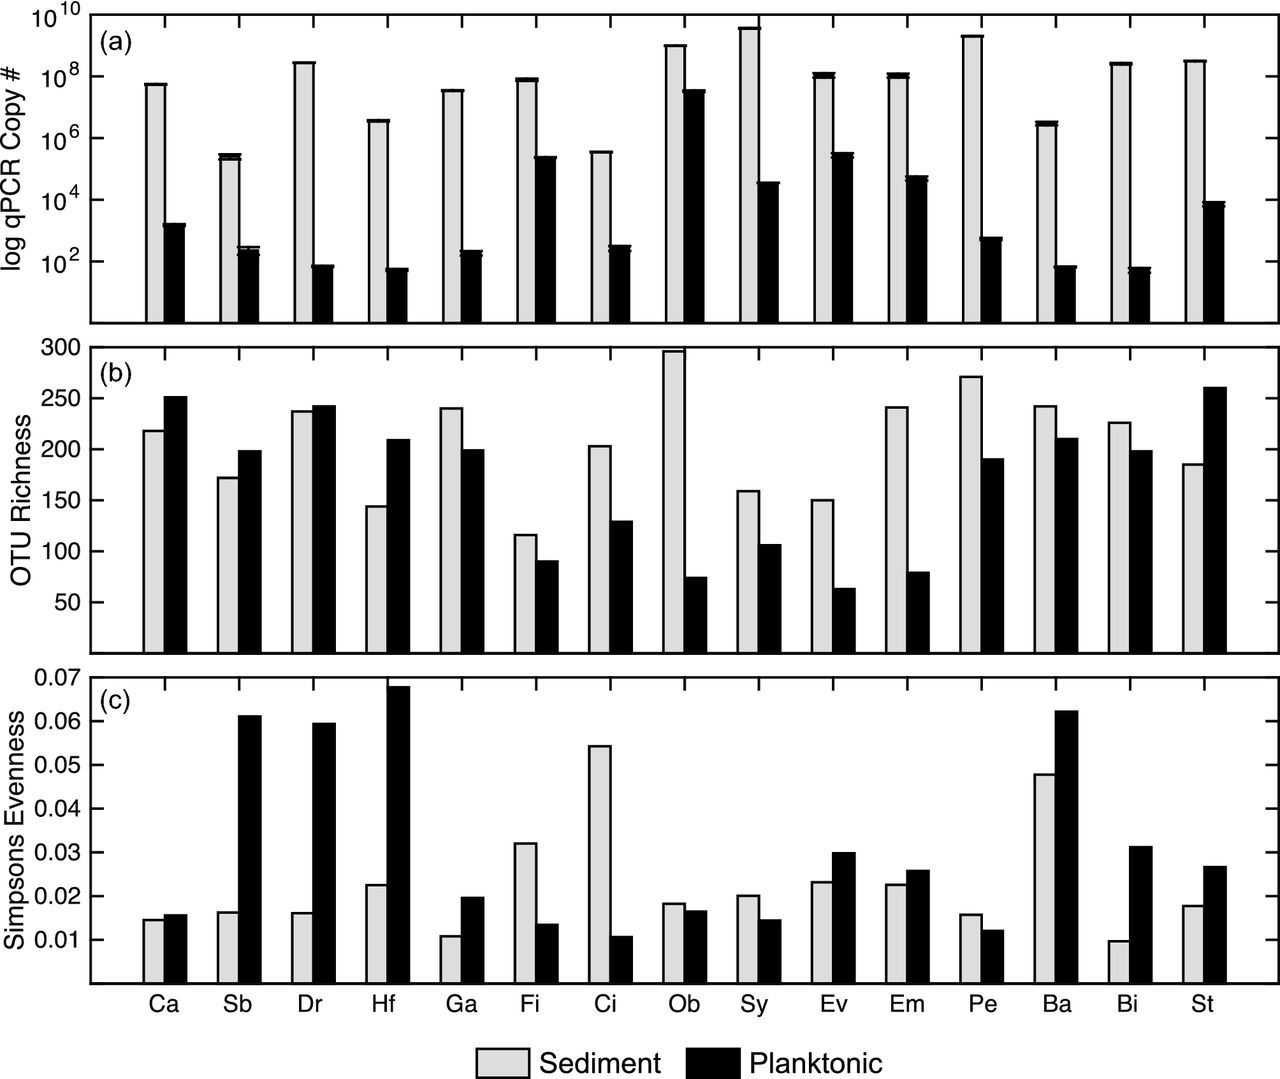 (a)
log qPCR Copy #
10^10
10^8
10^6
10^4
10^2
(b)
OTU Richness
300
250
200
150
100
50
(c)
Simpsons Evenness
0.07
0.06
0.05
0.04
0.03
0.02
0.01
Ca Sb Dr Hf Ga Fi Ci Ob Sy Ev Em Pe Ba Bi St
Sediment Planktonic